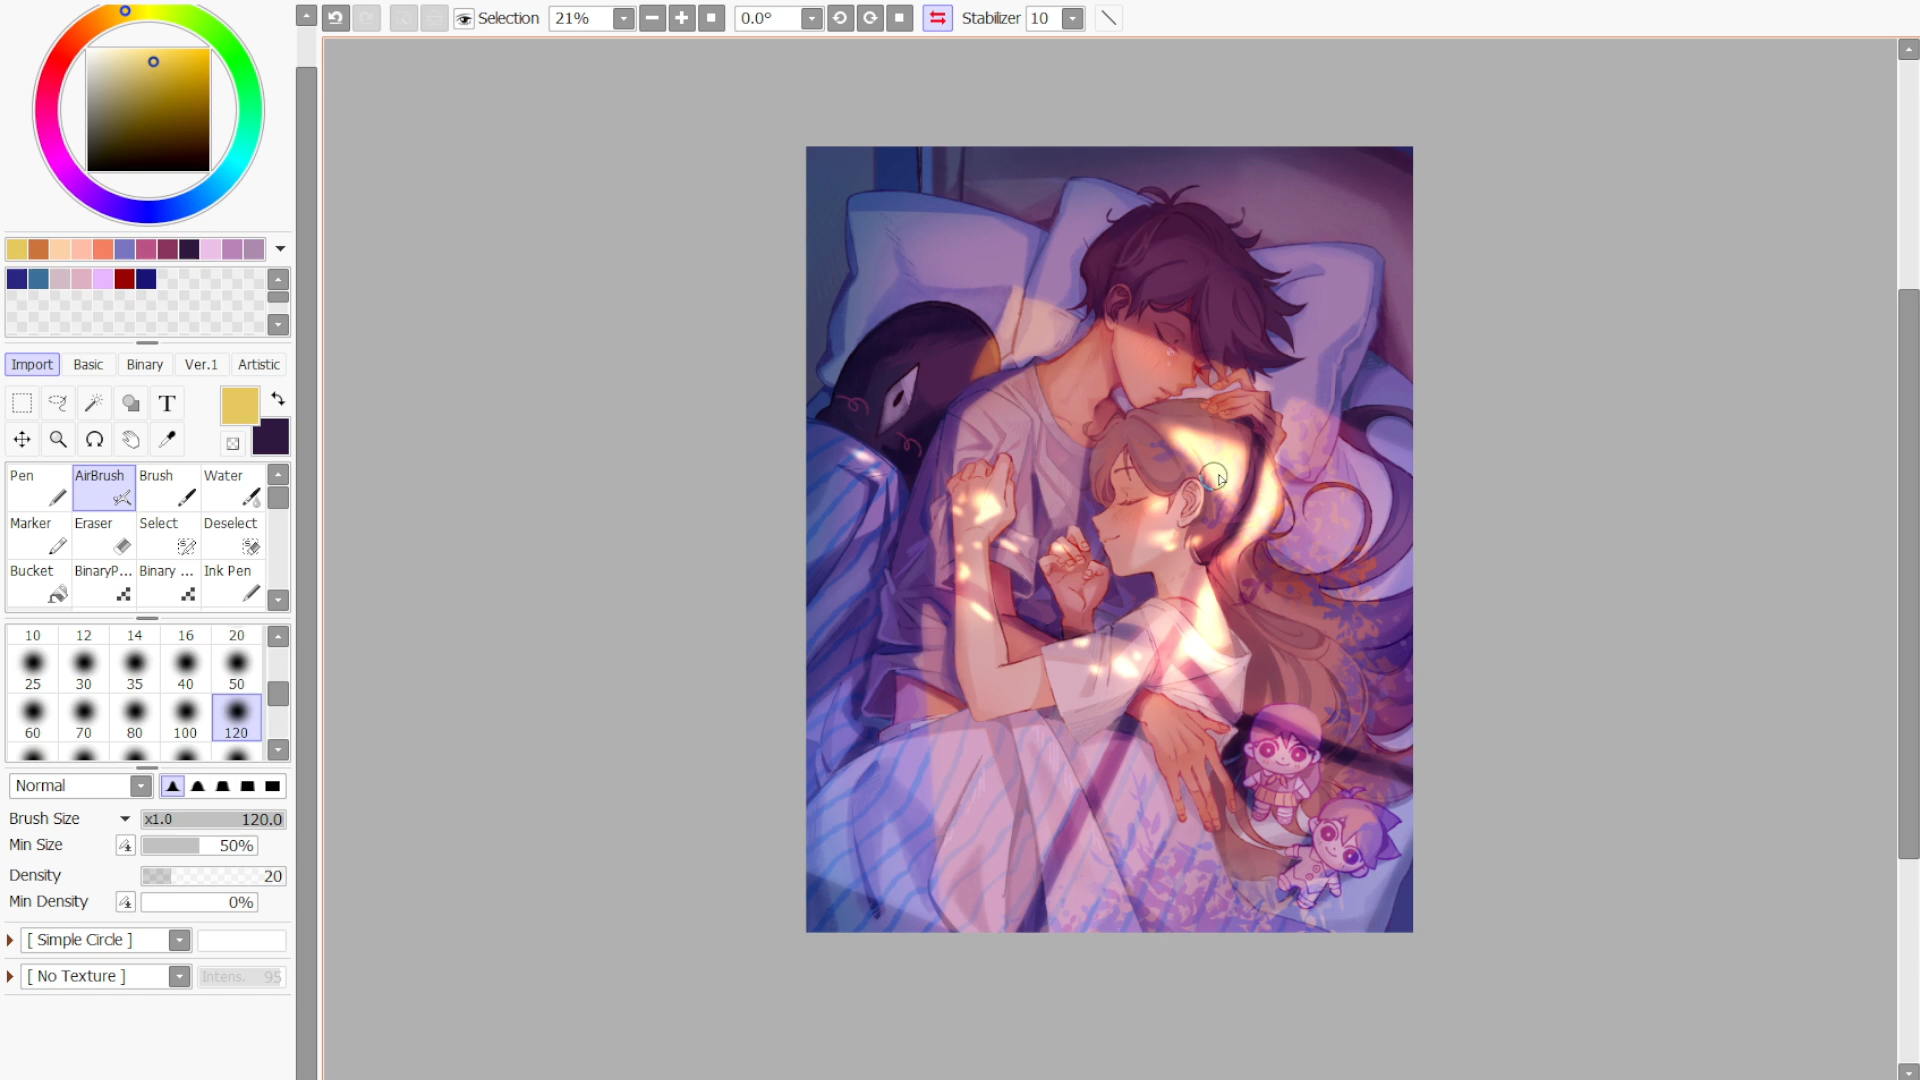 Selection 21% 0.0° Stabilizer 10
Import Basic Binary Ver.1 Artistic
T
Pen AirBrush Brush Water
Marker Eraser Select Deselect
Bucket BinaryP... Binary ... Ink Pen
10 12 14 16 20
25 30 35 40 50
60 70 80 100 120
Normal
Brush Size x1.0 120.0
Min Size 50%
Density 20
Min Density 0%
[ Simple Circle ]
[ No Texture ] Intens. 95